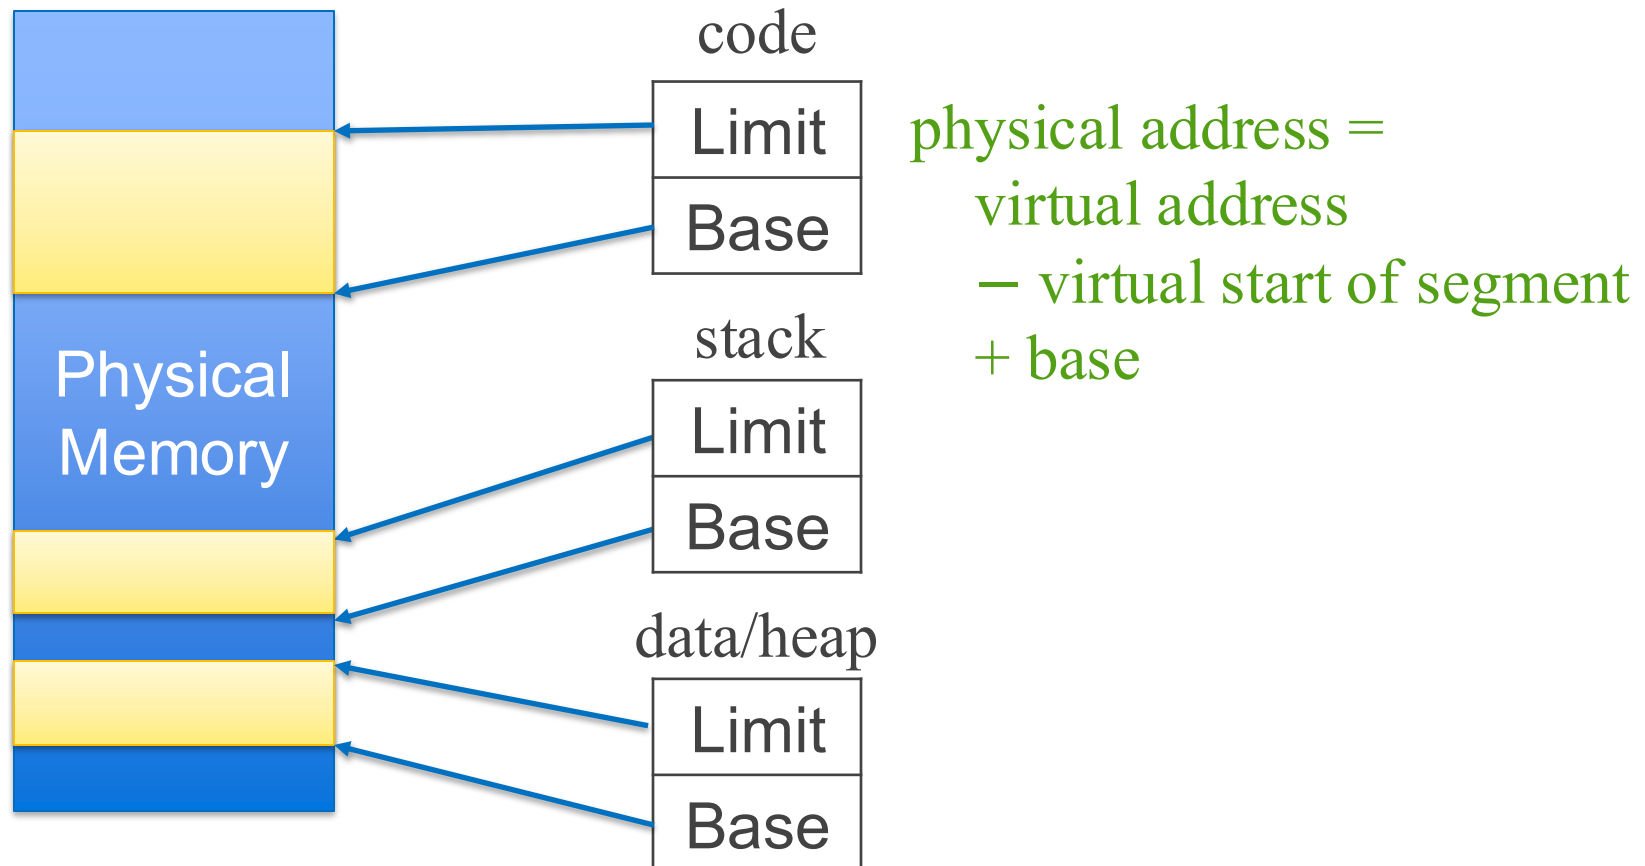 code
Limit
Base
physical address =
virtual address
– virtual start of segment
+ base
Physical
Memory
stack
Limit
Base
data/heap
Limit
Base